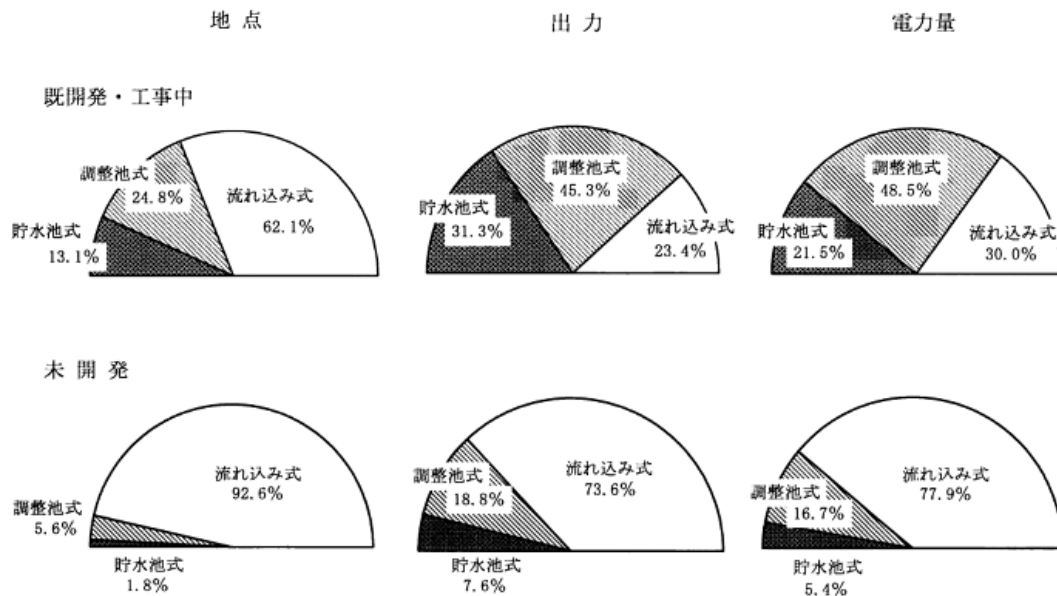 地 点
出 力
電力量
既開発・工事中
調整池式
24.8%
流れ込み式
62.1%
貯水池式
13.1%
調整池式
45.3%
貯水池式
31.3%
流れ込み式
23.4%
調整池式
48.5%
貯水池式
21.5%
流れ込み式
30.0%
未 開 発
流れ込み式
92.6%
調整池式
5.6%
貯水池式
1.8%
流れ込み式
73.6%
調整池式
18.8%
貯水池式
7.6%
流れ込み式
77.9%
調整池式
16.7%
貯水池式
5.4%